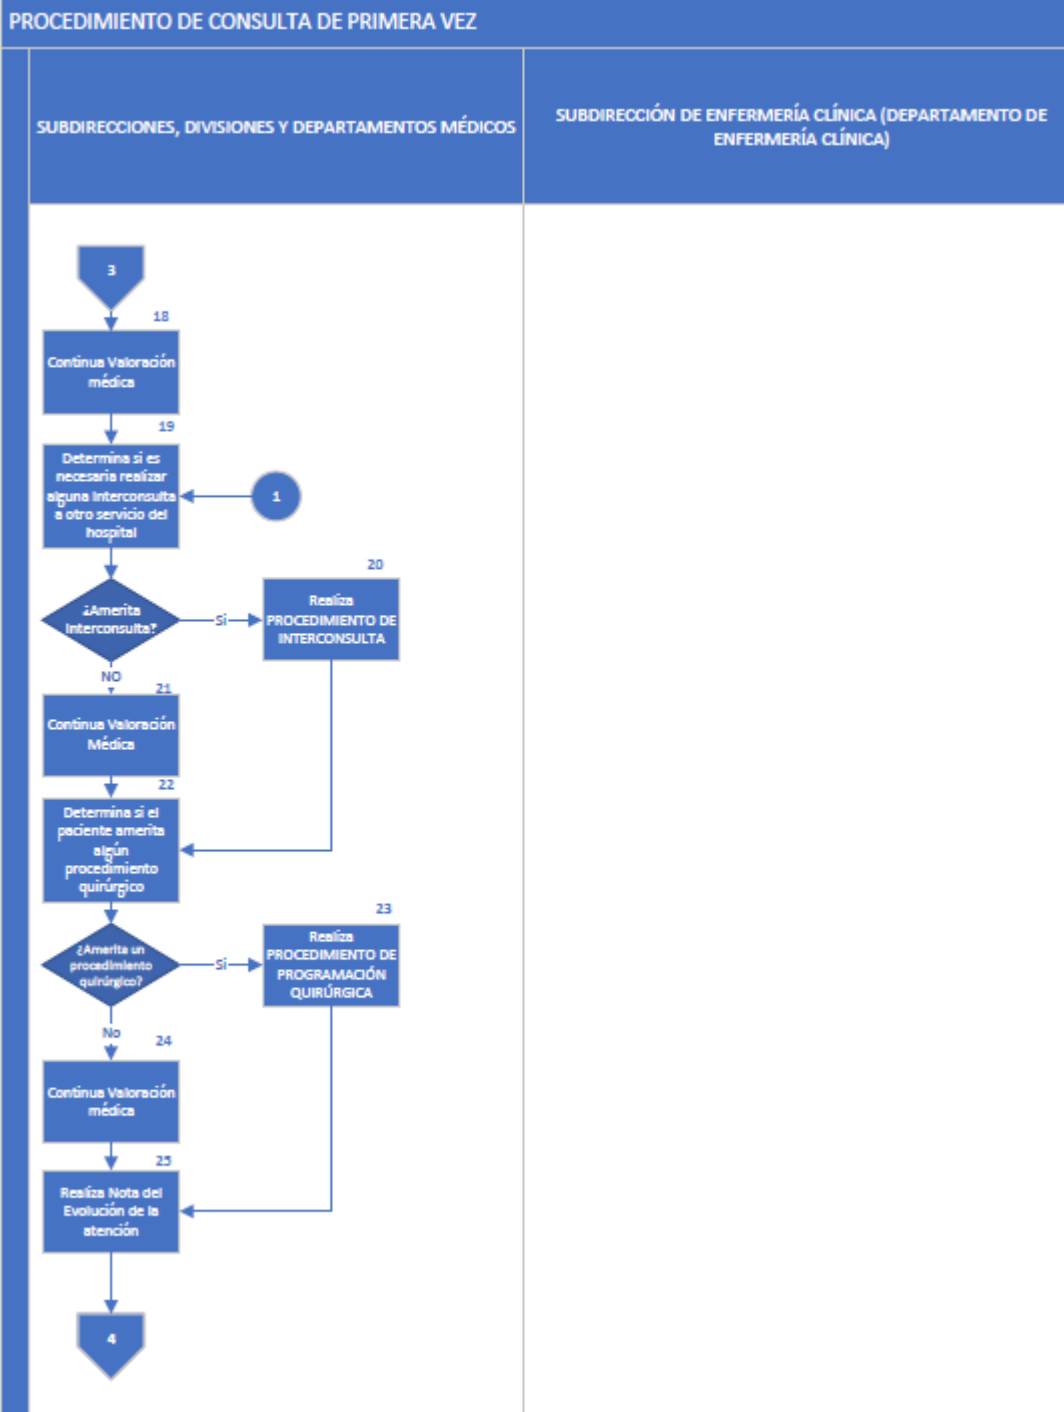 PROCEDIMIENTO DE CONSULTA DE PRIMERA VEZ
SUBDIRECCIONES, DIVISIONES Y DEPARTAMENTOS MÉDICOS
SUBDIRECCIÓN DE ENFERMERÍA CLÍNICA (DEPARTAMENTO DE
ENFERMERÍA CLÍNICA)
3
18
Continua Valoración
médica
19
Determina si es
necesaria realizar
alguna Interconsulta
a otro servicio del
hospital
1
20
¿Amerita
Interconsulta?
Si
Realiza
PROCEDIMIENTO DE
INTERCONSULTA
NO
21
Continua Valoración
Médica
22
Determina si el
paciente amerita
algún
procedimiento
quirúrgico
23
¿Amerita un
procedimiento
quirúrgico?
Si
Realiza
PROCEDIMIENTO DE
PROGRAMACIÓN
QUIRÚRGICA
No
24
Continua Valoración
médica
25
Realiza Nota del
Evolución de la
atención
4